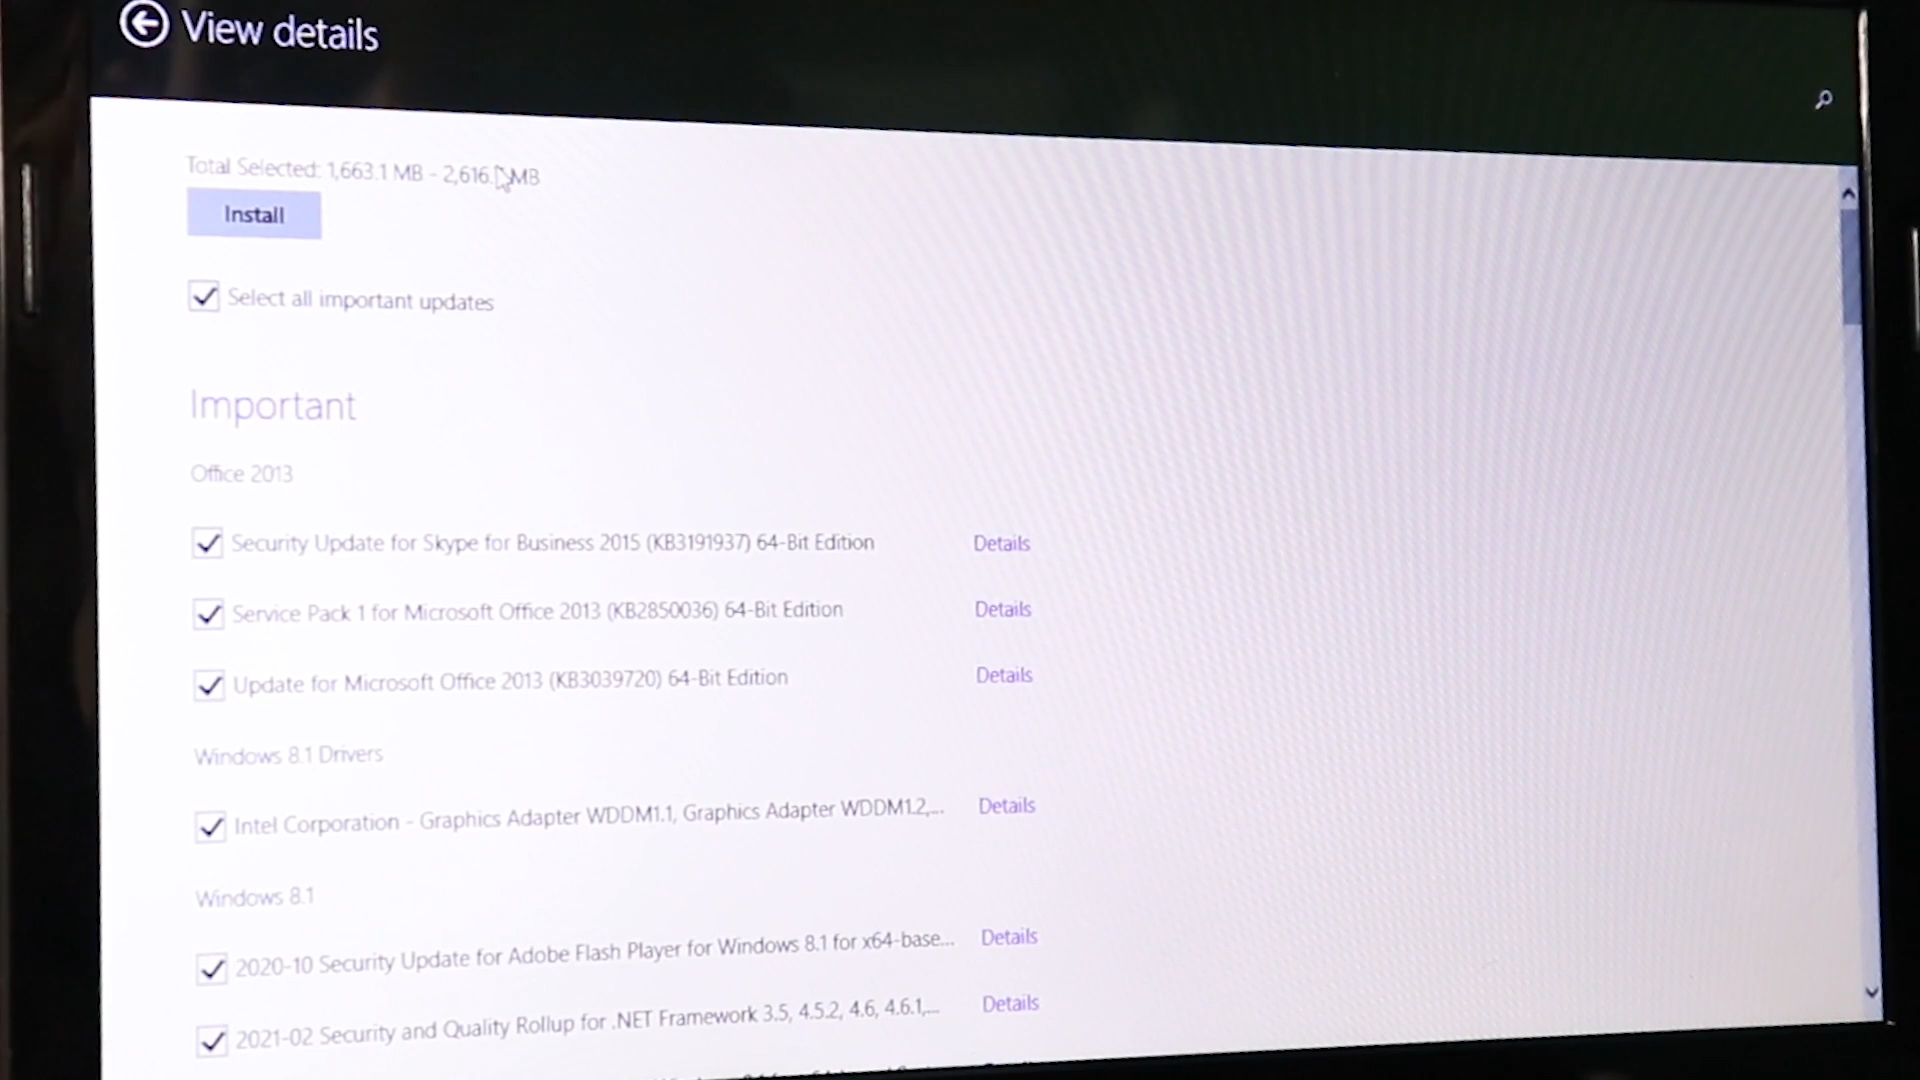 View details
Total Selected: 1,663.1 MB - 2,616. MB
Install
Select all important updates
Important
Office 2013
Security Update for Skype for Business 2015 (KB3191937) 64-Bit Edition Details
Service Pack 1 for Microsoft Office 2013 (KB2850036) 64-Bit Edition Details
Update for Microsoft Office 2013 (KB3039720) 64-Bit Edition Details
Windows 8.1 Drivers
Intel Corporation - Graphics Adapter WDDM1.1, Graphics Adapter WDDM1.2,... Details
Windows 8.1
2020-10 Security Update for Adobe Flash Player for Windows 8.1 for x64-base... Details
2021-02 Security and Quality Rollup for .NET Framework 3.5, 4.5.2, 4.6, 4.6.1,... Details